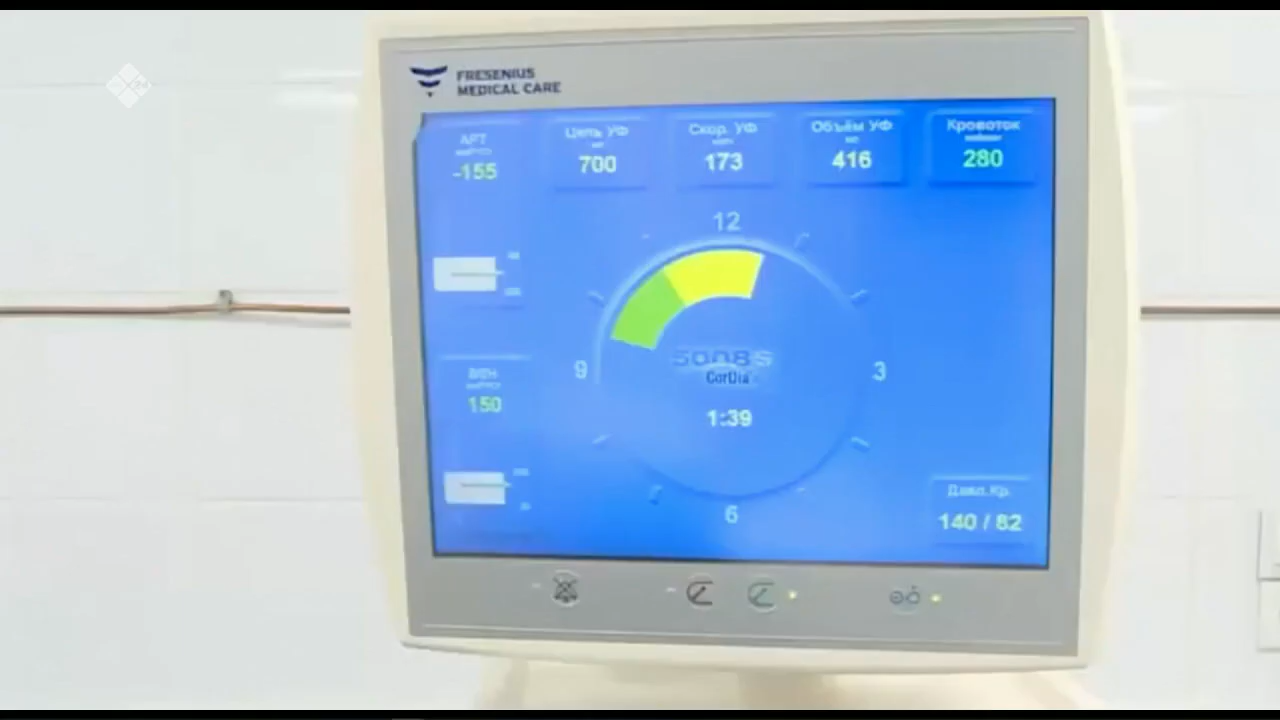 FRESENIUS
MEDICAL CARE
АРТ
-155
Цель УФ
700
Скор. УФ
173
Объём УФ
416
Кровоток
280
12
9
3
6
5008S
CorDiax
1:39
ВЕН
150
Давл.Кр.
140 / 82